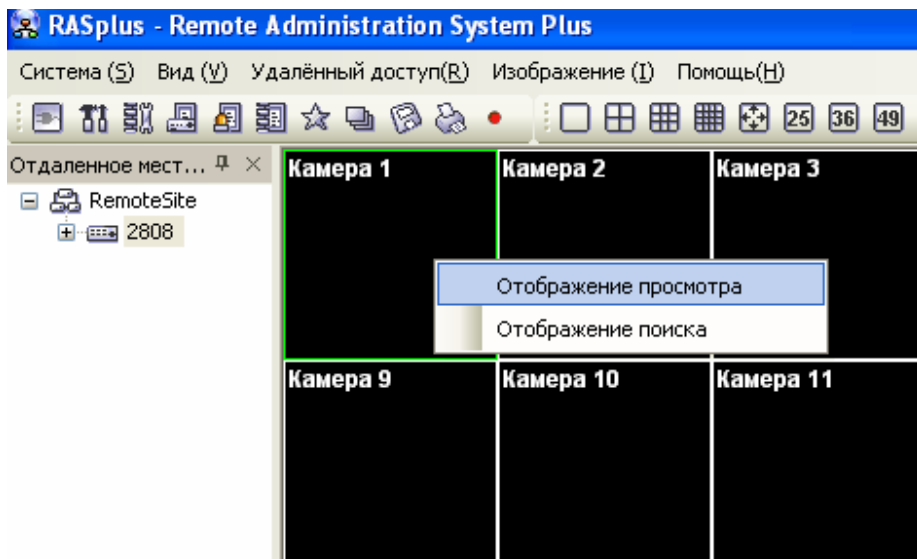 RASplus - Remote Administration System Plus
Система (S) Вид (V) Удалённый доступ(R) Изображение (I) Помощь(H)
25 36 49
Отдаленное мест...
RemoteSite
2808
Камера 1 Камера 2 Камера 3
Отображение просмотра
Отображение поиска
Камера 9 Камера 10 Камера 11